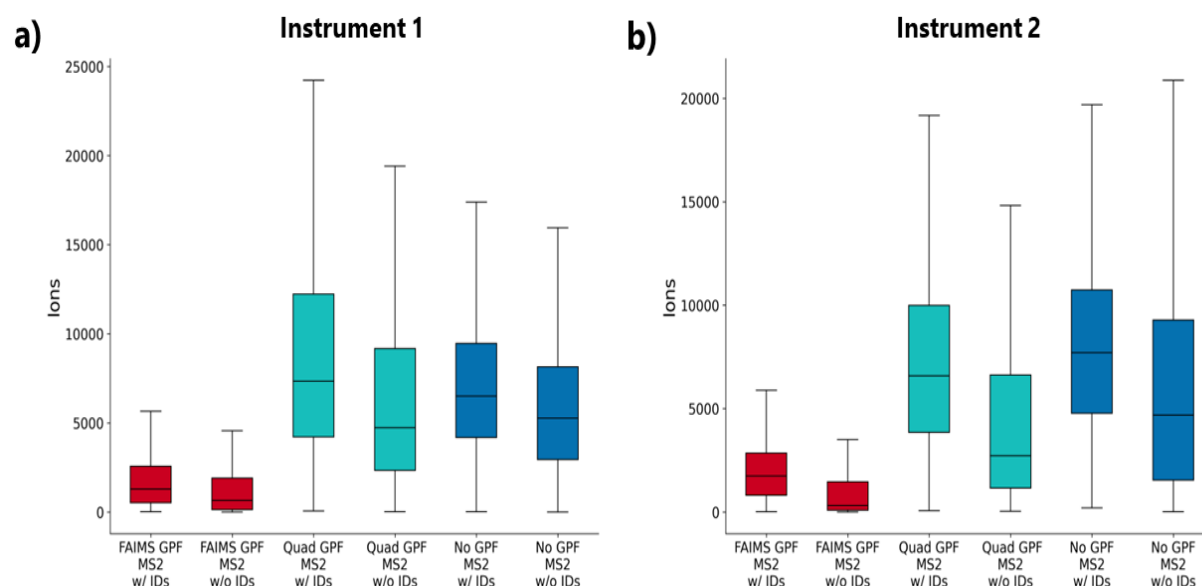 a)
Instrument 1
Ions
25000
20000
15000
10000
5000
0
FAIMS GPF
MS2
w/ IDs
FAIMS GPF
MS2
w/o IDs
Quad GPF
MS2
w/ IDs
Quad GPF
MS2
w/o IDs
No GPF
MS2
w/ IDs
No GPF
MS2
w/o IDs
b)
Instrument 2
Ions
20000
15000
10000
5000
0
FAIMS GPF
MS2
w/ IDs
FAIMS GPF
MS2
w/o IDs
Quad GPF
MS2
w/ IDs
Quad GPF
MS2
w/o IDs
No GPF
MS2
w/ IDs
No GPF
MS2
w/o IDs